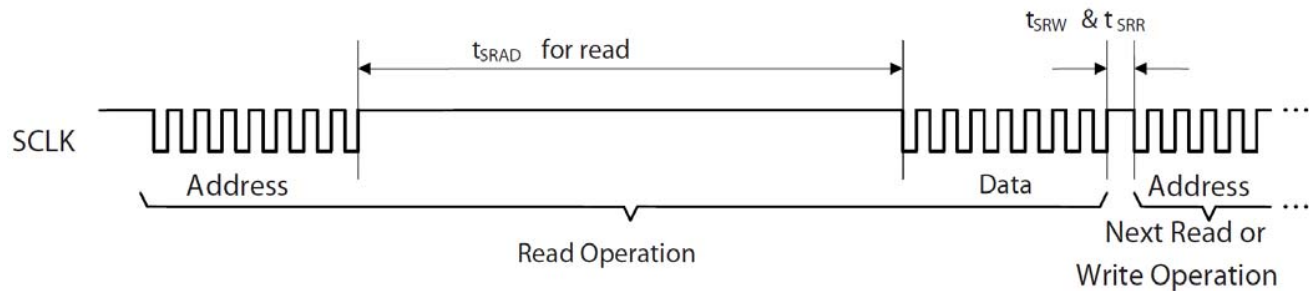 tSRW & tSRR
tSRAD for read
SCLK
...
Address
Data
Address
...
Read Operation
Next Read or
Write Operation